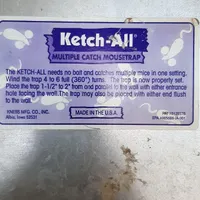 Ketch-All™
MULTIPLE CATCH MOUSETRAP
The KETCH-ALL needs no bait and catches multiple mice in one setting.
Wind the trap 4 to 6 full (360°) turns. The trap is now properly set.
Place the trap 1-1/2" to 2" from and parallel to the wall with either entrance
hole facing the wall. The trap may also be placed with either end flush
to the wall.
KNESS MFG. CO., INC.
Albia, Iowa 52531
MADE IN THE U.S.A.